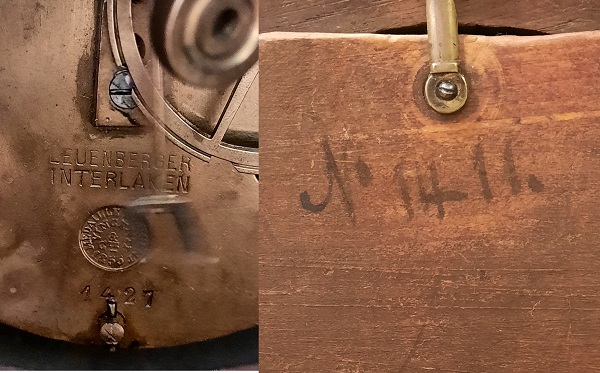 LEUENBERGER
INTERLAKEN
4427
No 1411.